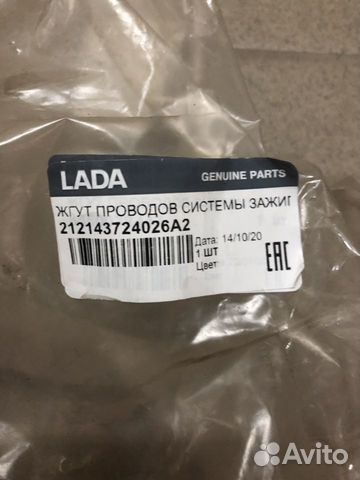 LADA
GENUINE PARTS
ЖГУТ ПРОВОДОВ СИСТЕМЫ ЗАЖИГ
212143724026A2
Дата: 14/10/20
1 ШТ
Цвет:
EAC
Avito